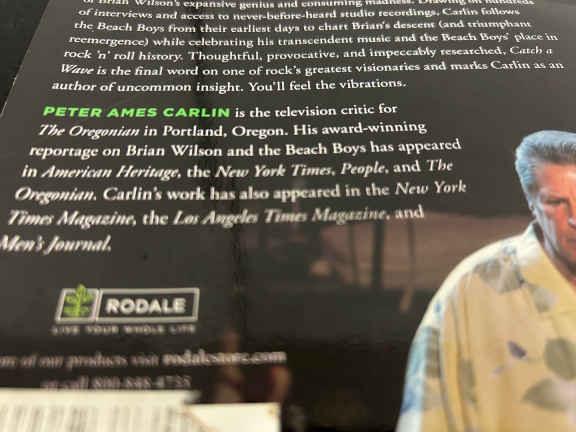 of Brian Wilson's expansive genius and consuming madness. Drawing on hundreds
of interviews and access to never-before-heard studio recordings, Carlin follows
the Beach Boys from their earliest days to chart Brian's descent (and triumphant
reemergence) while celebrating his transcendent music and the Beach Boys' place in
rock 'n' roll history. Thoughtful, provocative, and impeccably researched, Catch a
Wave is the final word on one of rock's greatest visionaries and marks Carlin as an
author of uncommon insight. You'll feel the vibrations.
PETER AMES CARLIN is the television critic for
The Oregonian in Portland, Oregon. His award-winning
reportage on Brian Wilson and the Beach Boys has appeared
in American Heritage, the New York Times, People, and The
Oregonian. Carlin's work has also appeared in the New York
Times Magazine, the Los Angeles Times Magazine, and
Men's Journal.
RODALE
LIVE YOUR WHOLE LIFE
of our products visit rodalestore.com
or call 800-848-4735